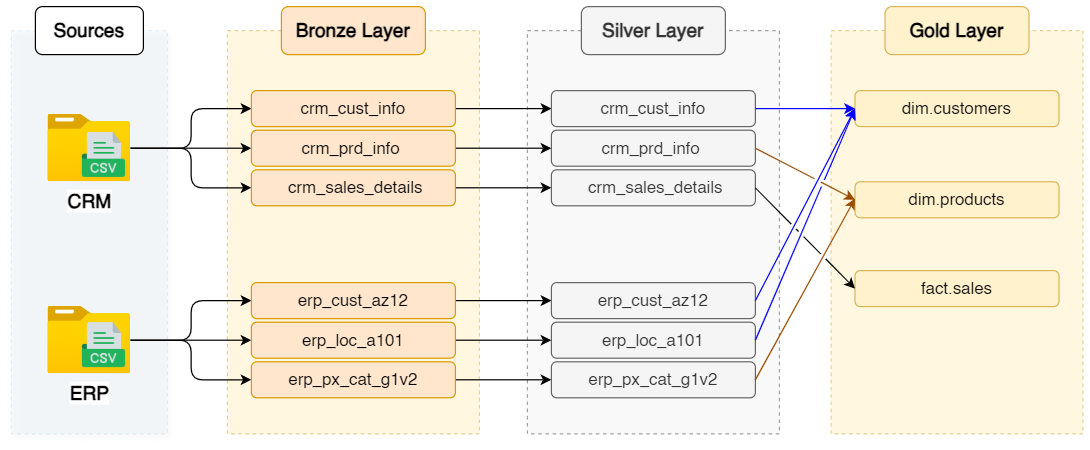 Sources
Bronze Layer
Silver Layer
Gold Layer
CSV
CRM
crm_cust_info
crm_prd_info
crm_sales_details
crm_cust_info
crm_prd_info
crm_sales_details
dim.customers
dim.products
fact.sales
CSV
ERP
erp_cust_az12
erp_loc_a101
erp_px_cat_g1v2
erp_cust_az12
erp_loc_a101
erp_px_cat_g1v2